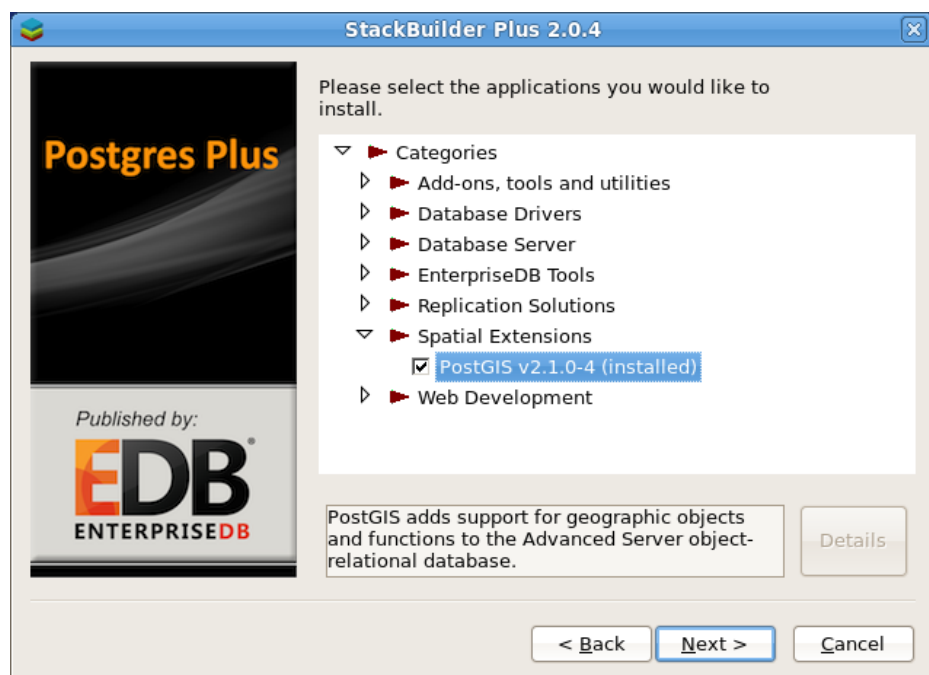 StackBuilder Plus 2.0.4
Postgres Plus
Published by:
EDB®
ENTERPRISEDB
Please select the applications you would like to
install.
Categories
Add-ons, tools and utilities
Database Drivers
Database Server
EnterpriseDB Tools
Replication Solutions
Spatial Extensions
PostGIS v2.1.0-4 (installed)
Web Development
PostGIS adds support for geographic objects
and functions to the Advanced Server object-
relational database.
Details
< Back
Next >
Cancel